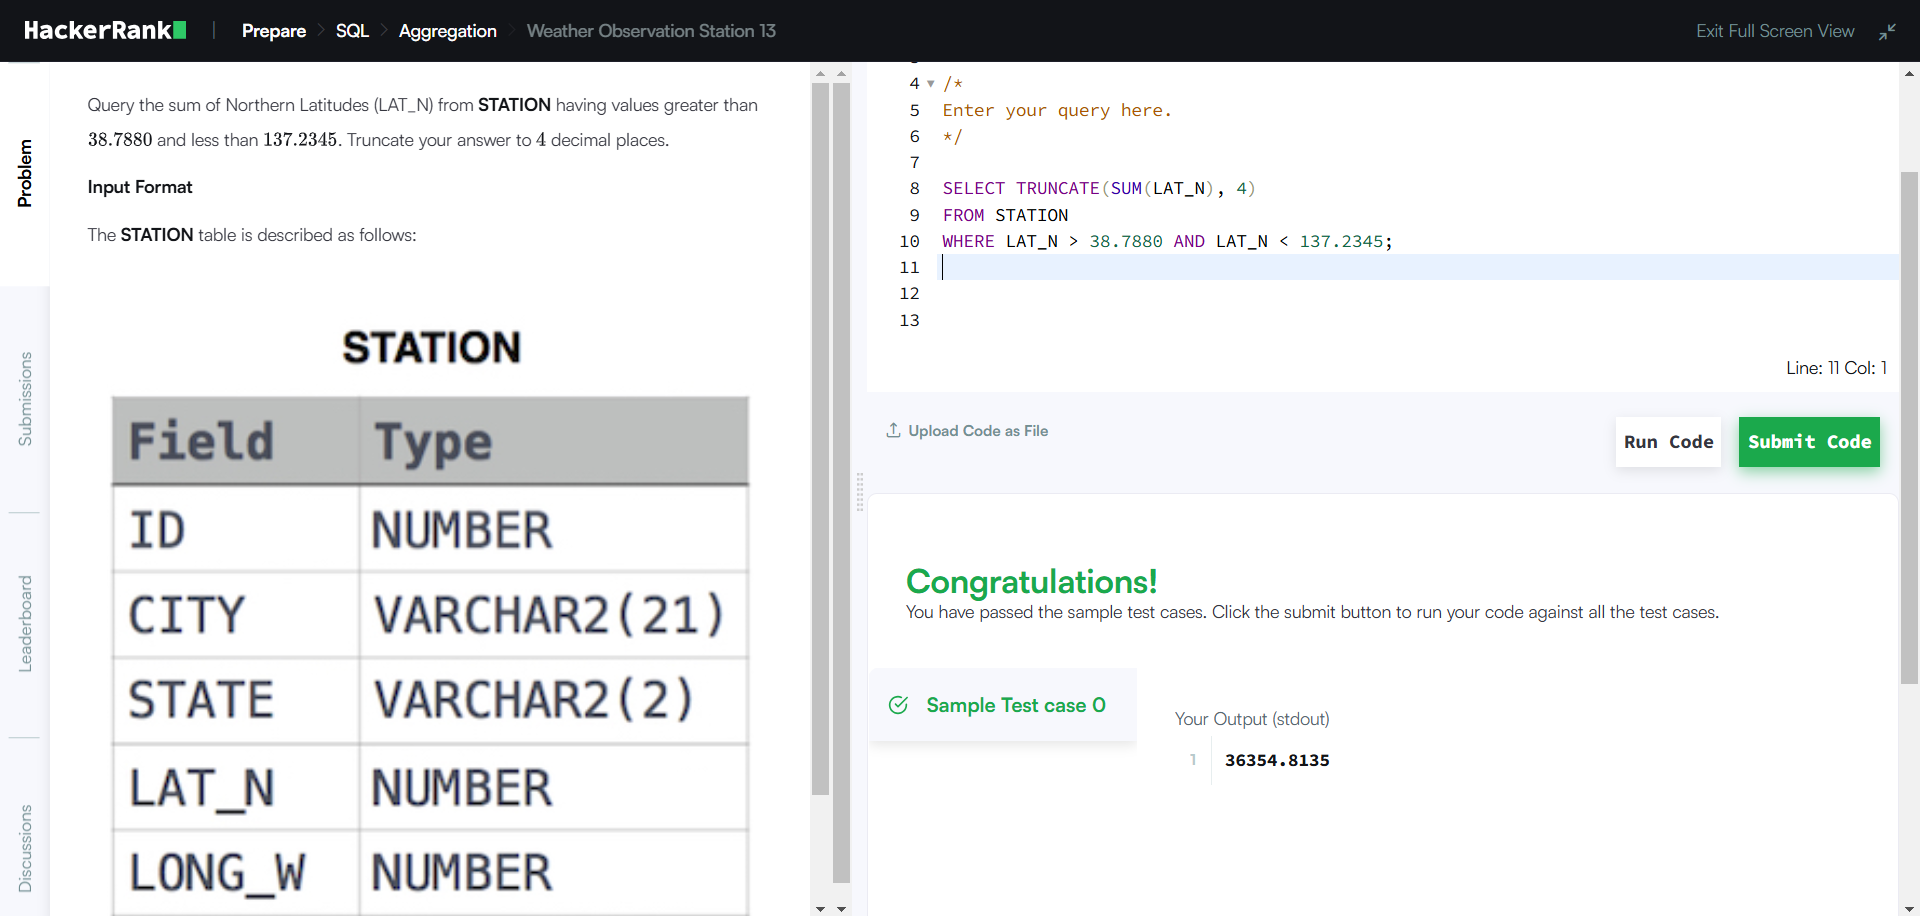 HackerRank | Prepare > SQL > Aggregation > Weather Observation Station 13
Exit Full Screen View
Problem
Submissions
Leaderboard
Discussions
Query the sum of Northern Latitudes (LAT_N) from STATION having values greater than
38.7880 and less than 137.2345. Truncate your answer to 4 decimal places.
Input Format
The STATION table is described as follows:
STATION
Field Type
ID NUMBER
CITY VARCHAR2(21)
STATE VARCHAR2(2)
LAT_N NUMBER
LONG_W NUMBER
4 /*
5 Enter your query here.
6 */
7
8 SELECT TRUNCATE(SUM(LAT_N), 4)
9 FROM STATION
10 WHERE LAT_N > 38.7880 AND LAT_N < 137.2345;
11
12
13
Line: 11 Col: 1
Upload Code as File
Run Code
Submit Code
Congratulations!
You have passed the sample test cases. Click the submit button to run your code against all the test cases.
Sample Test case 0
Your Output (stdout)
1 36354.8135